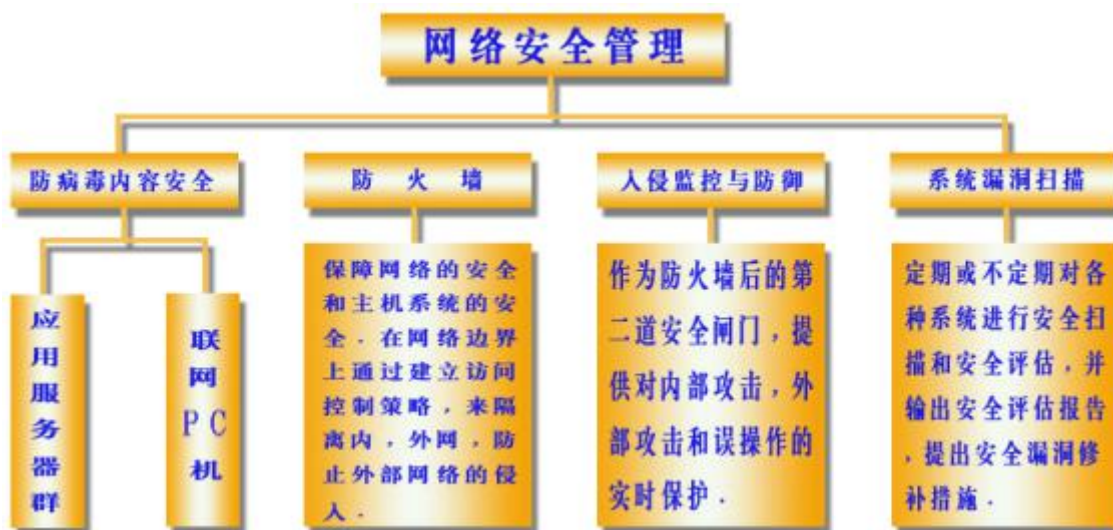 网络安全管理
防病毒内容安全
防火墙
入侵监控与防御
系统漏洞扫描
应用服务器群
联网PC机
保障网络的安全
和主机系统的安
全．在网络边界
上通过建立访问
控制策略，来隔
离内，外网，防
止外部网络的侵
入．
作为防火墙后的第
二道安全闸门，提
供对内部攻击，外
部攻击和误操作的
实时保护．
定期或不定期对各
种系统进行安全扫
描和安全评估，并
输出安全评估报告
，提出安全漏洞修
补措施．